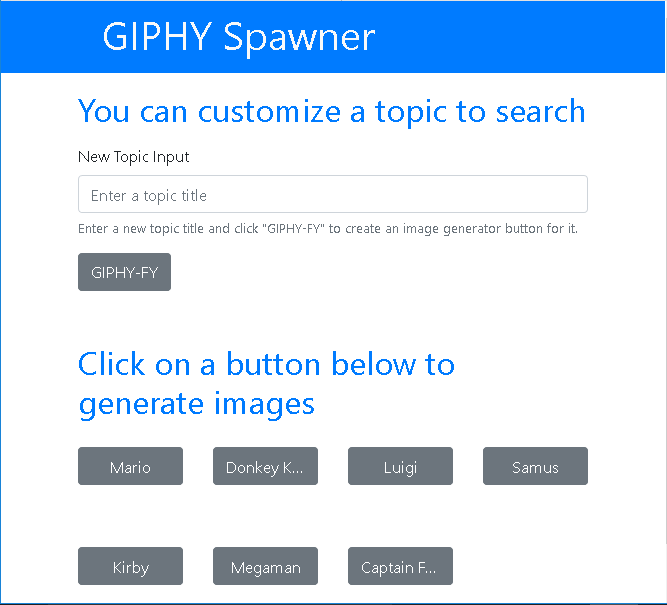 GIPHY Spawner
You can customize a topic to search
New Topic Input
Enter a topic title
Enter a new topic title and click "GIPHY-FY" to create an image generator button for it.
GIPHY-FY
Click on a button below to
generate images
Mario Donkey K... Luigi Samus
Kirby Megaman Captain F...